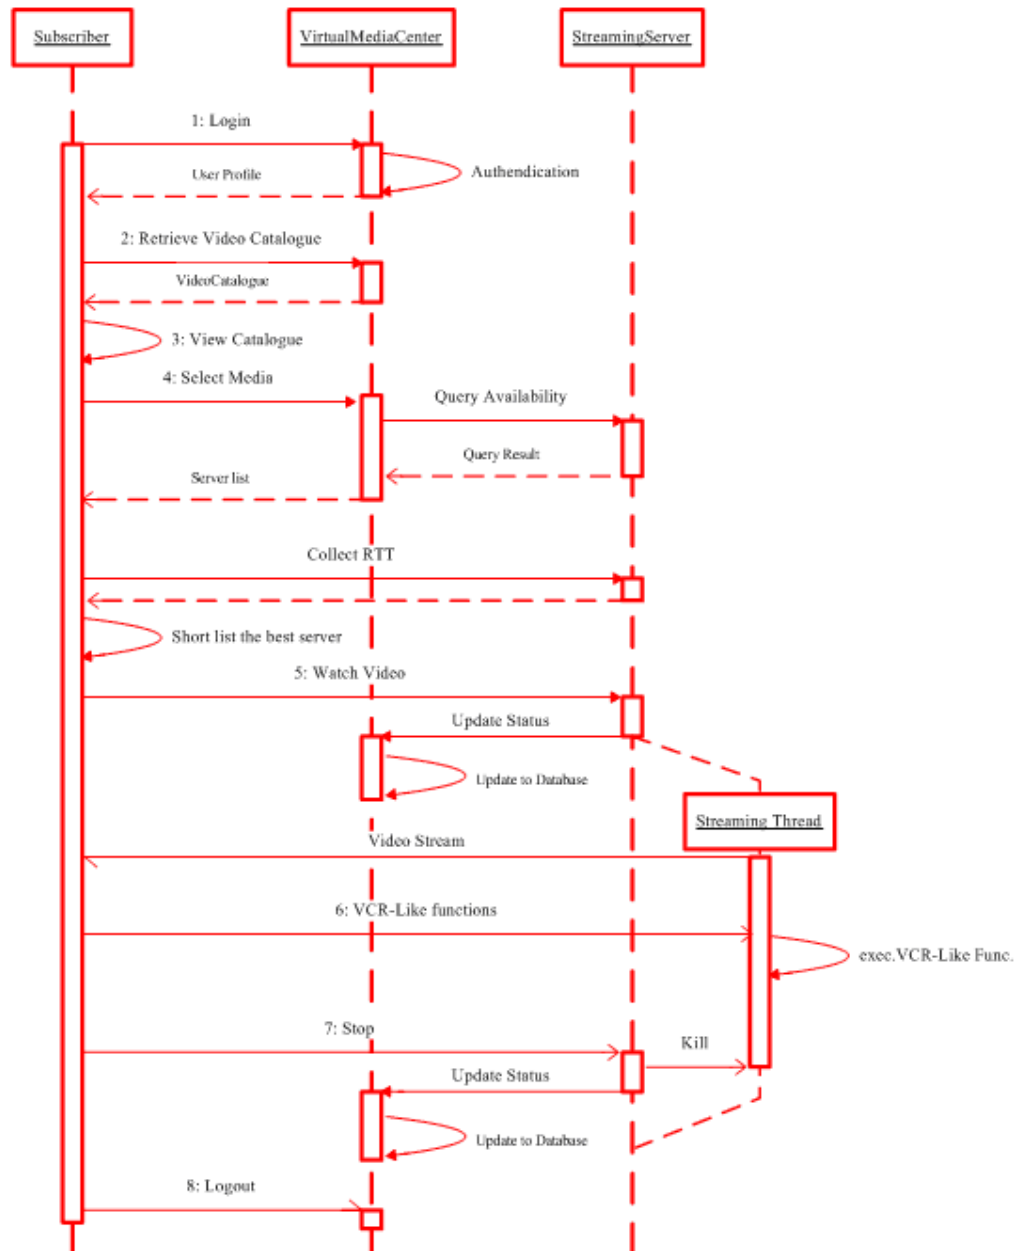 Subscriber
VirtualMediaCenter
StreamingServer
1: Login
Authendication
User Profile
2: Retrieve Video Catalogue
VideoCatalogue
3: View Catalogue
4: Select Media
Query Availability
Query Result
Server list
Collect RTT
Short list the best server
5: Watch Video
Update Status
Update to Database
Streaming Thread
Video Stream
6: VCR-Like functions
exec.VCR-Like Func.
7: Stop
Kill
Update Status
Update to Database
8: Logout